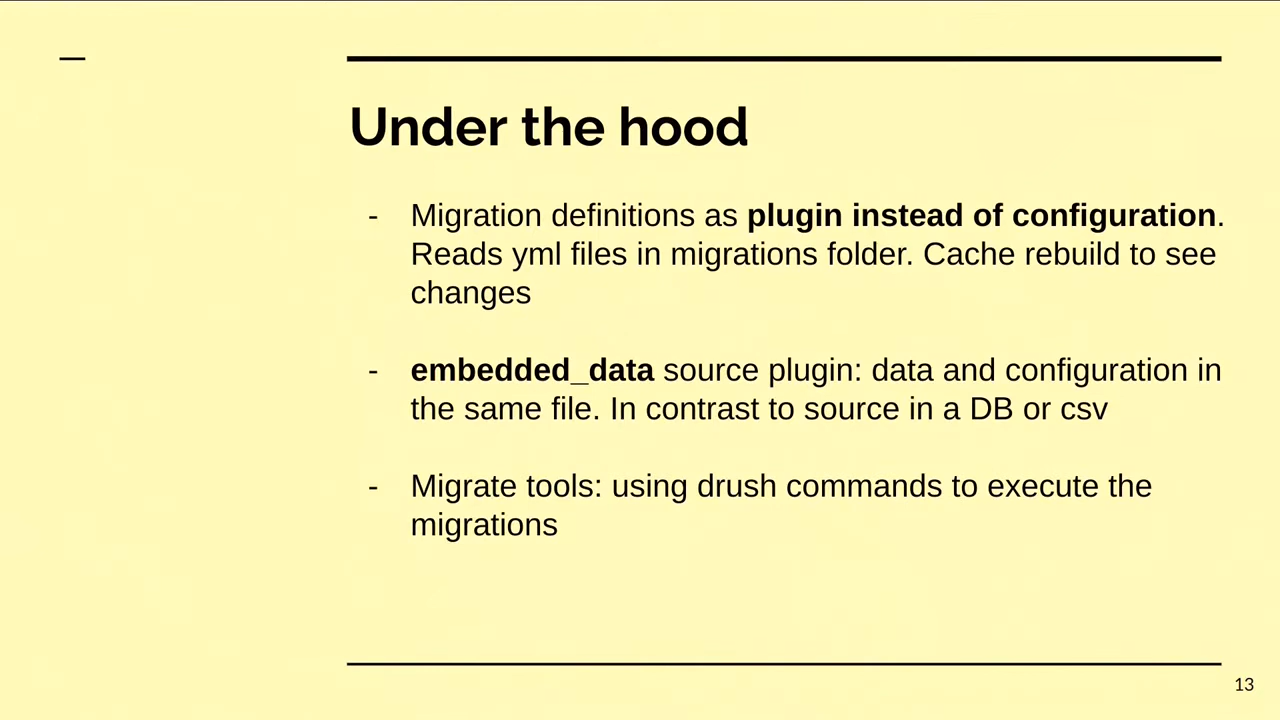 Under the hood
- Migration definitions as plugin instead of configuration.
Reads yml files in migrations folder. Cache rebuild to see
changes
- embedded_data source plugin: data and configuration in
the same file. In contrast to source in a DB or csv
- Migrate tools: using drush commands to execute the
migrations
13